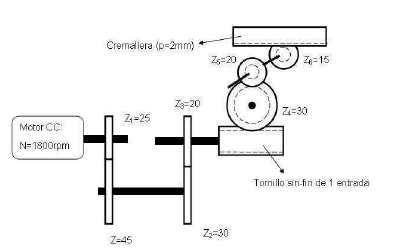 Cremallera (p=2mm)
Z5=20
Z6=15
Z3=20
Z1=25
Z4=30
Motor CC:
N=1800rpm
Tornillo sin-fin de 1 entrada
Z=45
Z2=30